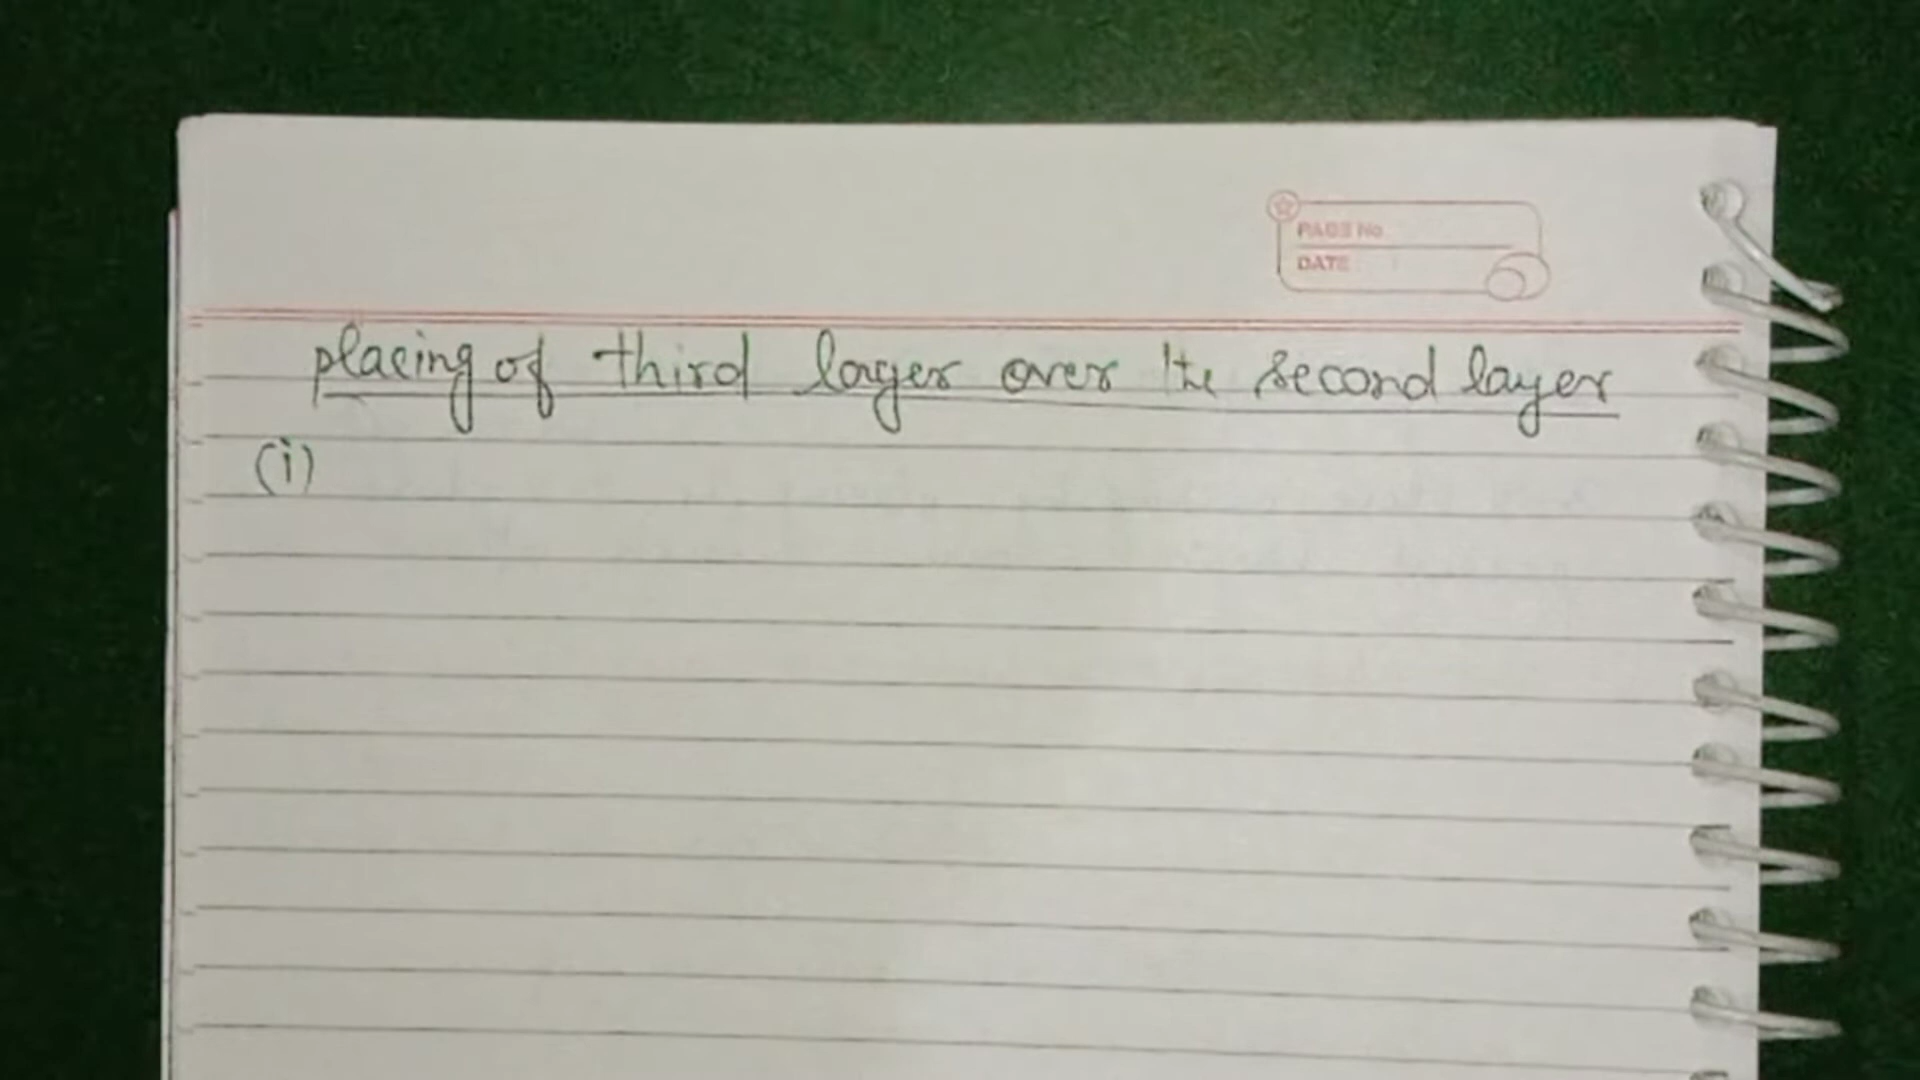 PAGE No
DATE
placing of third layer over the second layer
(i)